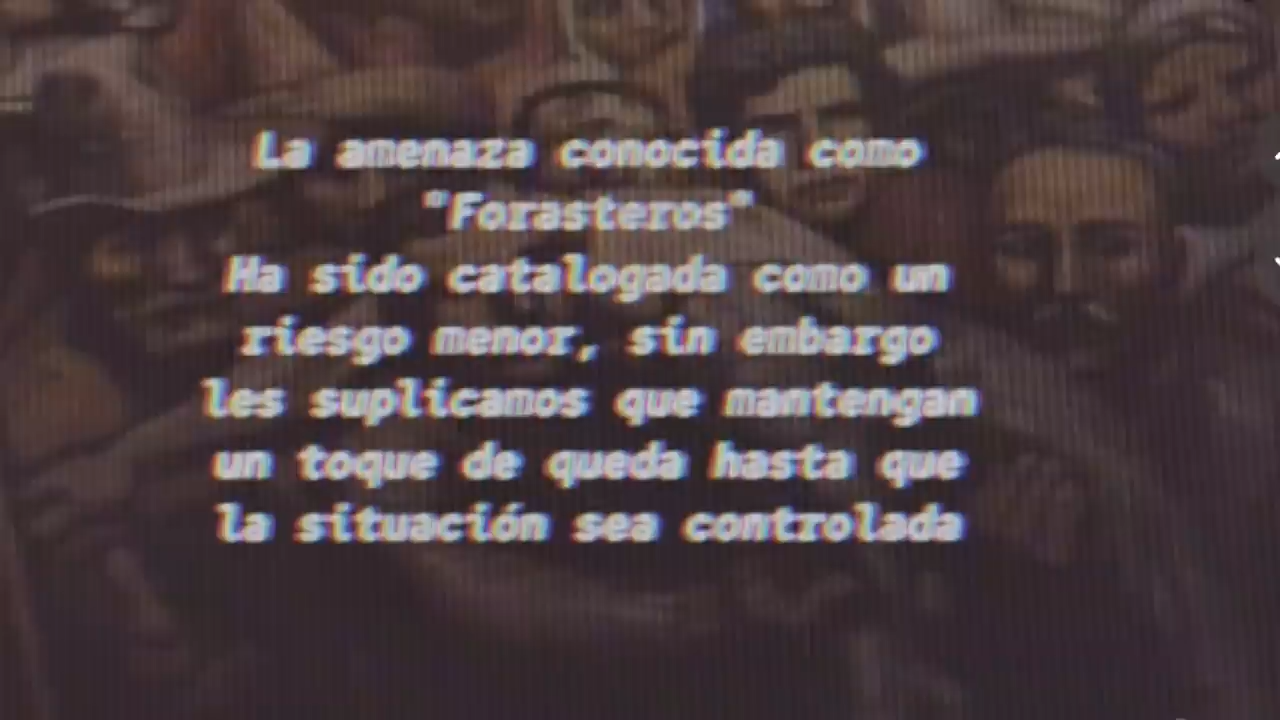 La amenaza conocida como
"Forasteros"
Ha sido catalogada como un
riesgo menor, sin embargo
les suplicamos que mantengan
un toque de queda hasta que
la situación sea controlada